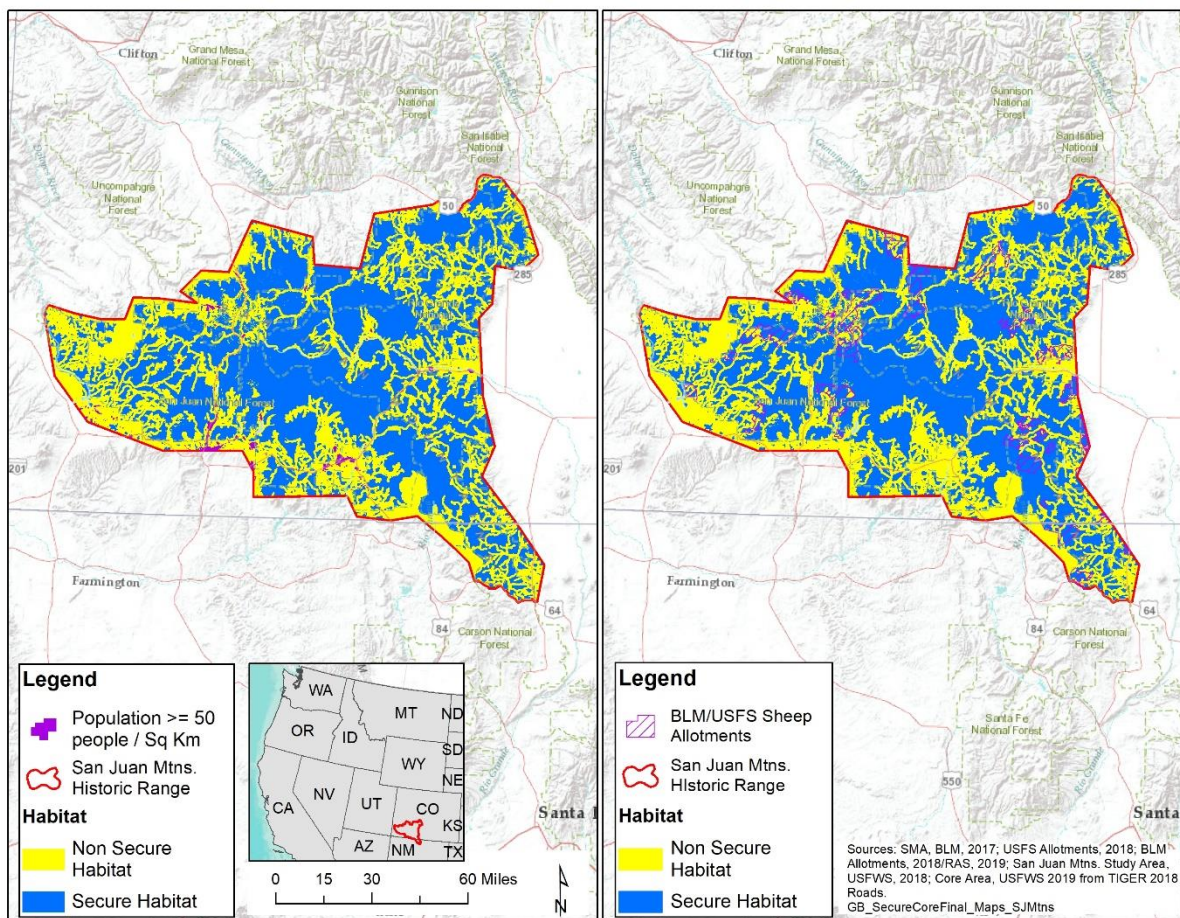 Clifton
Grand Mesa
National Forest
Gunnison
National
Forest
San Isabel
National
Forest
Gunnison River
Uncompahgre
National
Forest
50
285
San Juan National Forest
201
Farmington
64
84
Carson National
Forest
Legend
Population >= 50
people / Sq Km
San Juan Mtns.
HIstoric Range
Habitat
Non Secure
Habitat
Secure Habitat
WA
MT
ND
OR
ID
SD
WY
NE
NV
UT
CA
CO
KS
AZ
NM
TX
0 15 30 60 Miles
N
Clifton
Grand Mesa
National Forest
Gunnison
National
Forest
San Isabel
National
Forest
Gunnison River
Uncompahgre
National
Forest
50
285
San Juan National Forest
201
Farmington
64
84
Carson National
Forest
Santa Fe
National Forest
550
Rio Grande
Santa
Legend
BLM/USFS Sheep
Allotments
San Juan Mtns.
HIstoric Range
Habitat
Non Secure
Habitat
Secure Habitat
Sources: SMA, BLM, 2017; USFS Allotments, 2018; BLM
Allotments, 2018/RAS, 2019; San Juan Mtns. Study Area,
USFWS, 2018; Core Area, USFWS 2019 from TIGER 2018
Roads.
GB_SecureCoreFinal_Maps_SJMtns